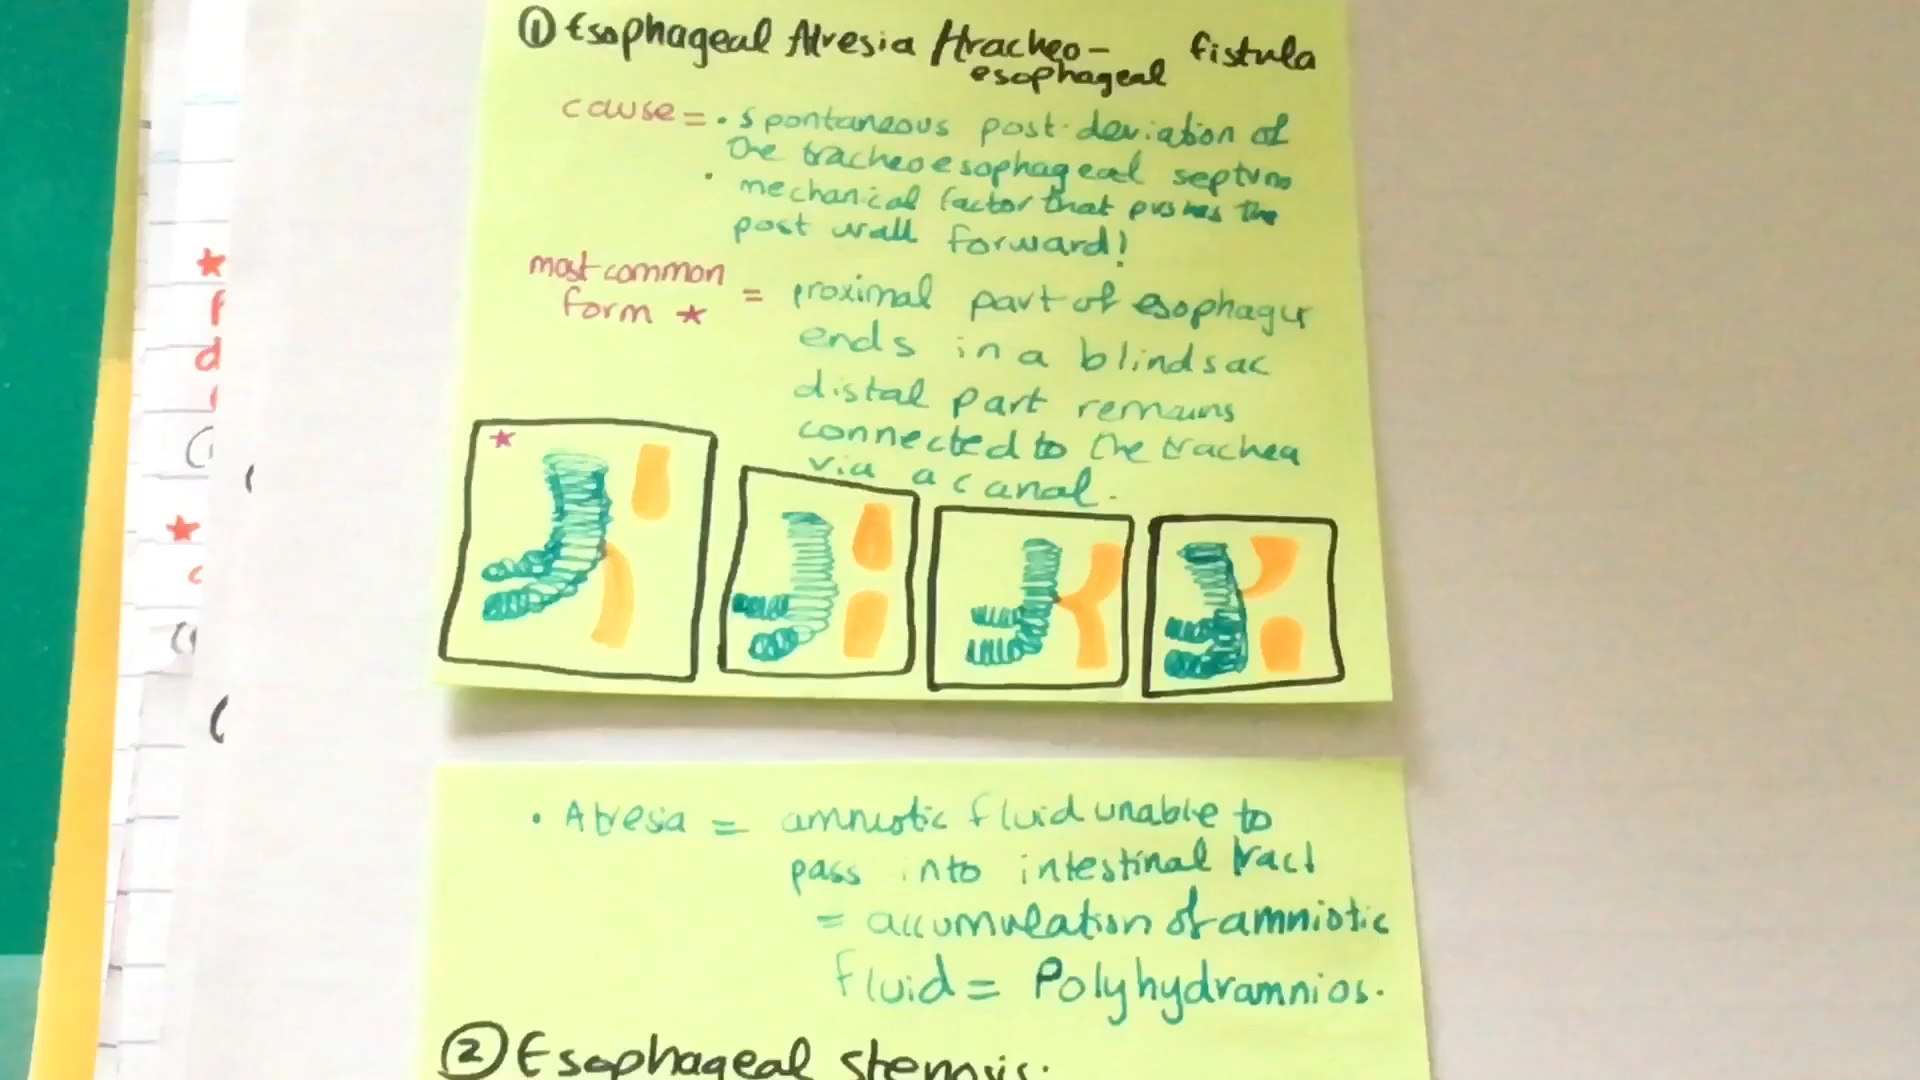 ① Esophageal Atresia / tracheo- fistula
esophageal
cause = • spontaneous post. deviation of
the tracheoesophageal septum
• mechanical factor that pushes the
post wall forward!
most common
form ★ = proximal part of esophagus
ends in a blind sac
distal part remains
connected to the trachea
via a canal.
• Atresia = amniotic fluid unable to
pass into intestinal tract
= accumulation of amniotic
fluid = Polyhydramnios.
② Esophageal stenosis.